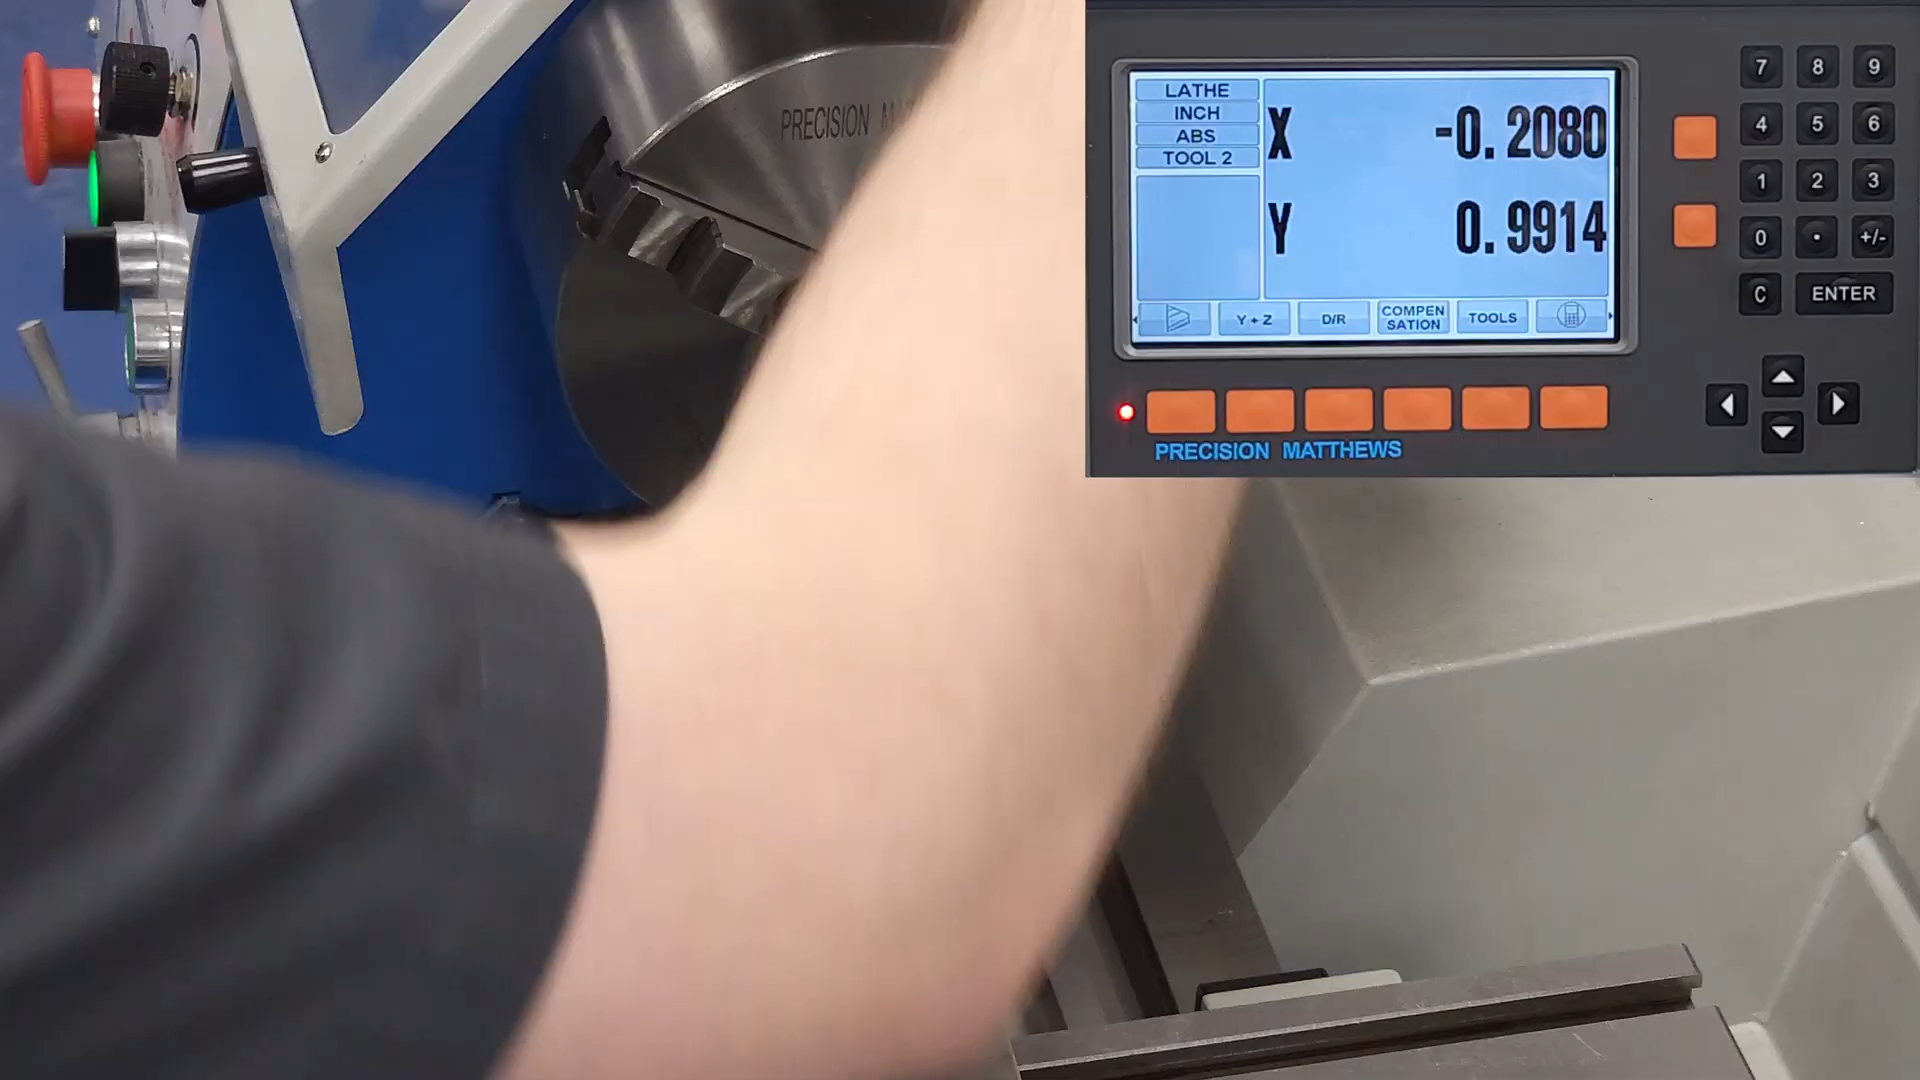 PRECISION
LATHE
INCH
ABS
TOOL 2
X -0.2080
Y 0.9914
Y + Z
D/R
COMPEN
SATION
TOOLS
7 8 9
4 5 6
1 2 3
0 • +/-
C ENTER
PRECISION MATTHEWS